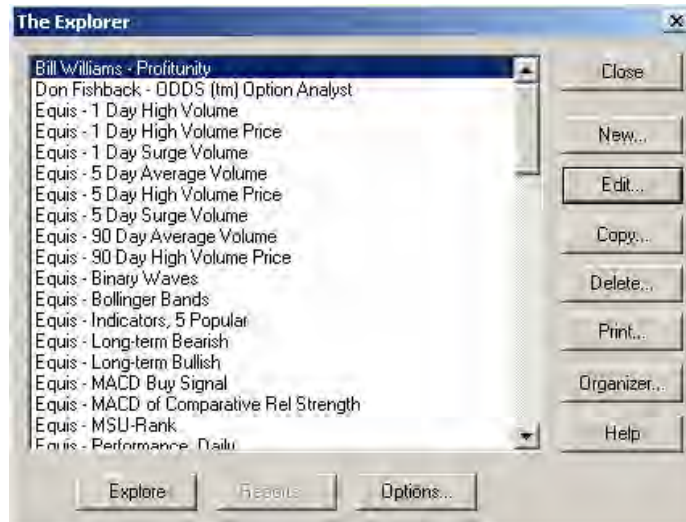 The Explorer
Bill Williams - Profitunity
Don Fishback - ODDS (tm) Option Analyst
Equis - 1 Day High Volume
Equis - 1 Day High Volume Price
Equis - 1 Day Surge Volume
Equis - 5 Day Average Volume
Equis - 5 Day High Volume Price
Equis - 5 Day Surge Volume
Equis - 90 Day Average Volume
Equis - 90 Day High Volume Price
Equis - Binary Waves
Equis - Bollinger Bands
Equis - Indicators, 5 Popular
Equis - Long-term Bearish
Equis - Long-term Bullish
Equis - MACD Buy Signal
Equis - MACD of Comparative Rel Strength
Equis - MSU-Rank
Equis - Performance, Daily
Close
New...
Edit...
Copy...
Delete...
Print...
Organizer...
Help
Explore
Reports
Options...